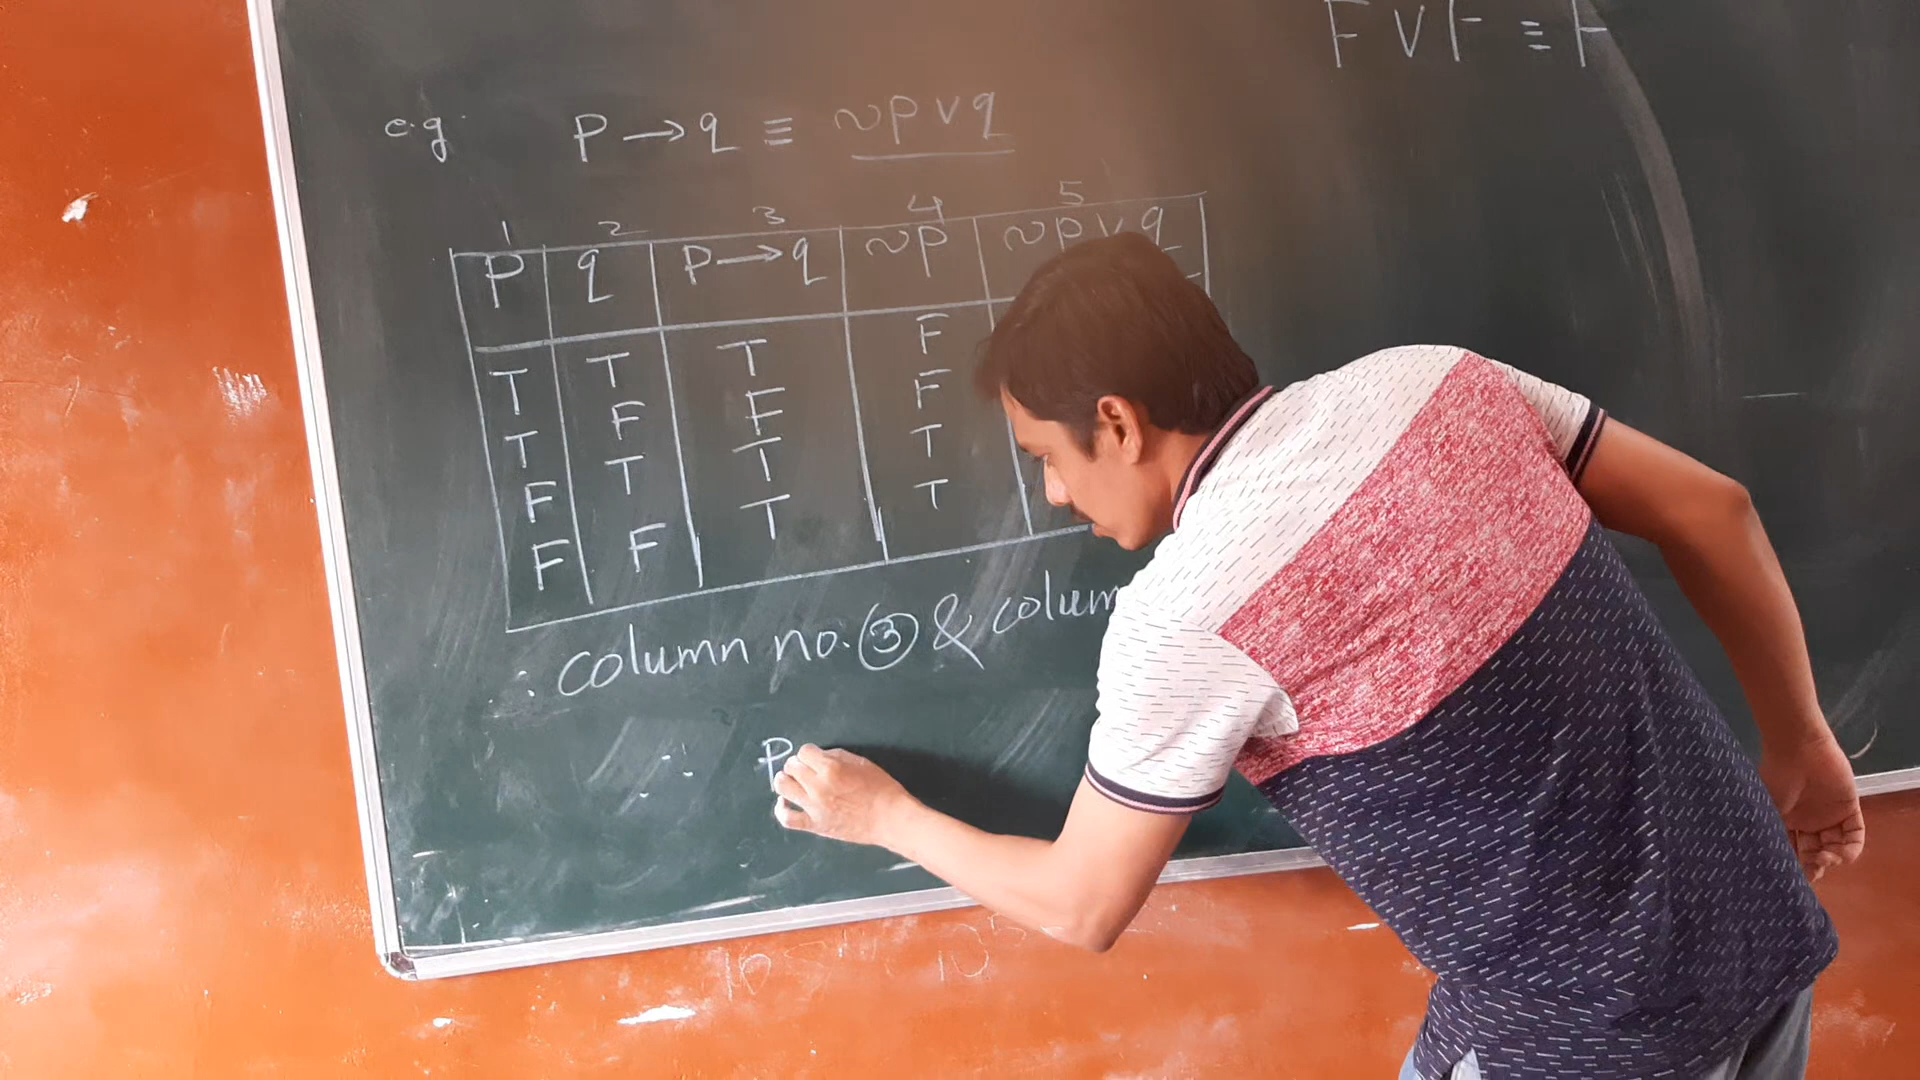 F V F ≡ F
e.g. P → q ≡ ~p ∨ q
1 2 3 4 5
P q P → q ~P ~p ∨ q
T T T F
T F F F
F T T T
F F T T
∴ column no. ③ & colum
∴ P